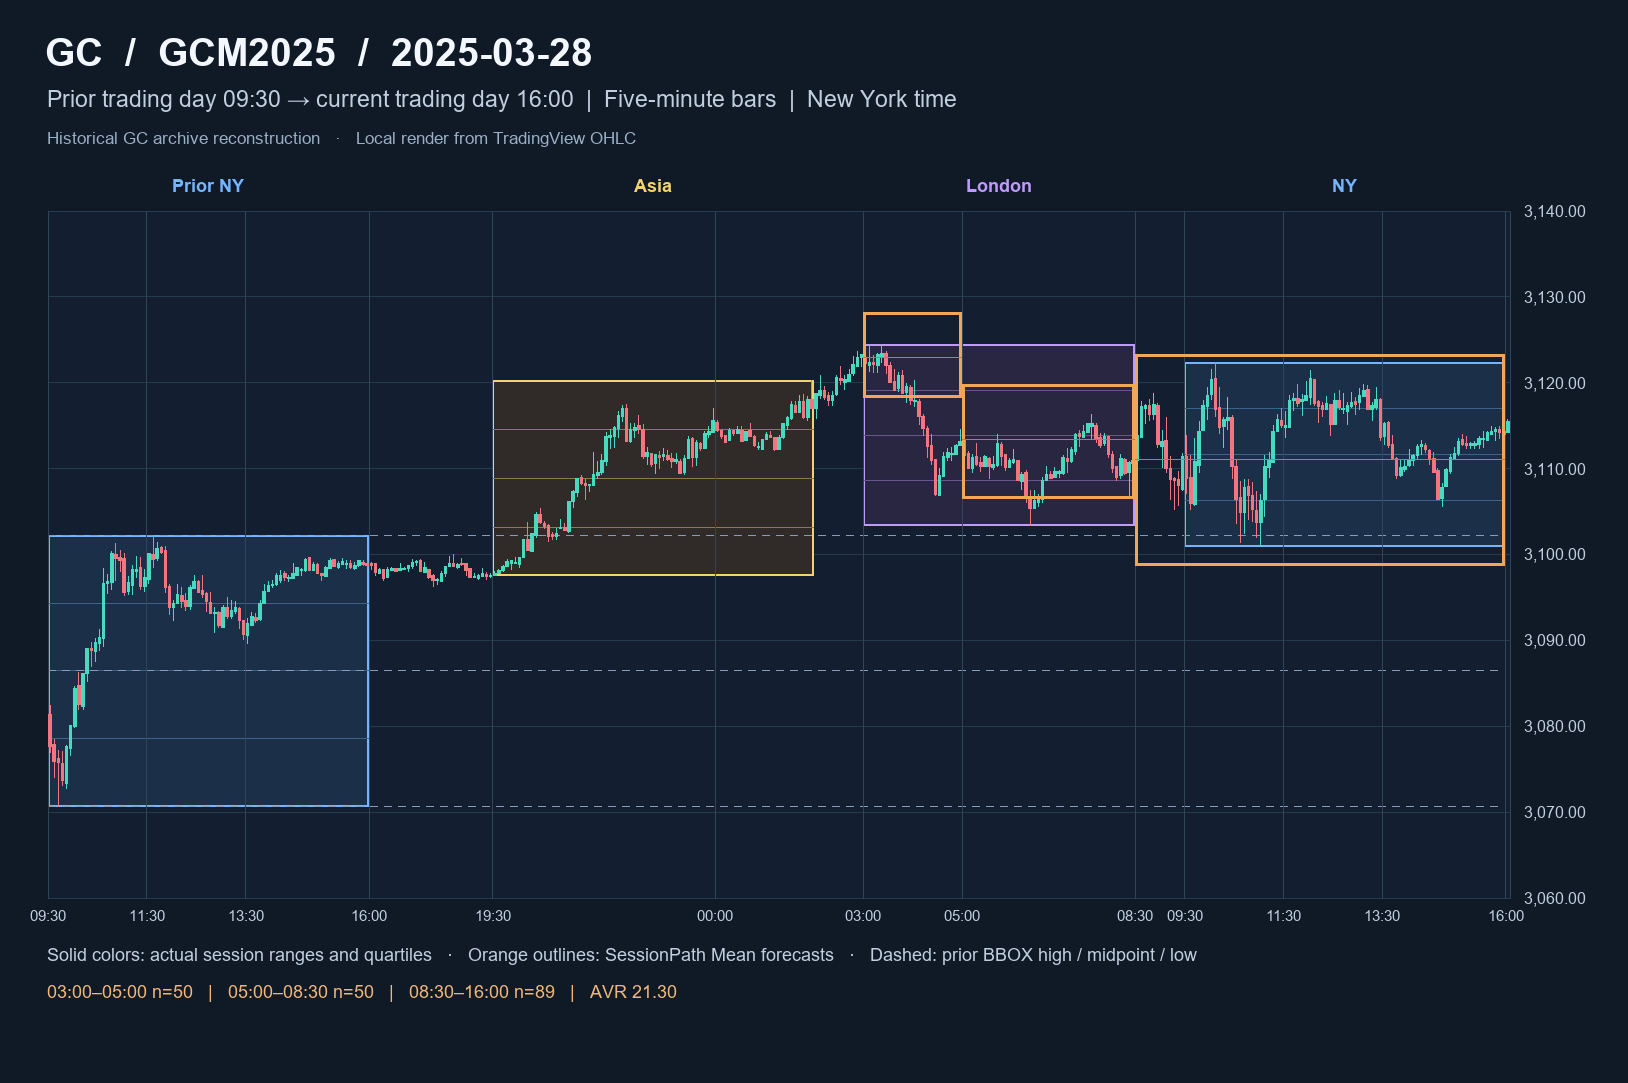 GC / GCM2025 / 2025-03-28
Prior trading day 09:30 → current trading day 16:00 | Five-minute bars | New York time
Historical GC archive reconstruction · Local render from TradingView OHLC
Prior NY Asia London NY
3,140.00
3,130.00
3,120.00
3,110.00
3,100.00
3,090.00
3,080.00
3,070.00
3,060.00
09:30 11:30 13:30 16:00 19:30 00:00 03:00 05:00 08:30 09:30 11:30 13:30 16:00
Solid colors: actual session ranges and quartiles · Orange outlines: SessionPath Mean forecasts · Dashed: prior BBOX high / midpoint / low
03:00–05:00 n=50 | 05:00–08:30 n=50 | 08:30–16:00 n=89 | AVR 21.30